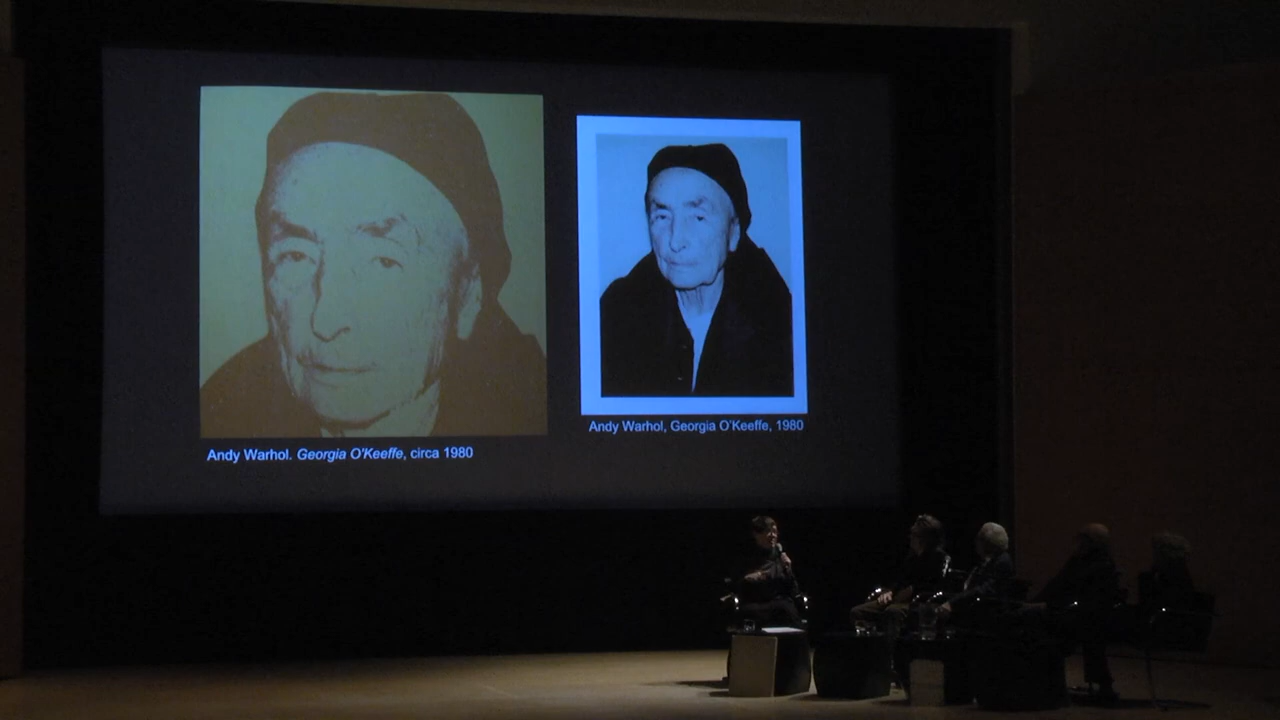 Andy Warhol. Georgia O'Keeffe, circa 1980
Andy Warhol, Georgia O'Keeffe, 1980